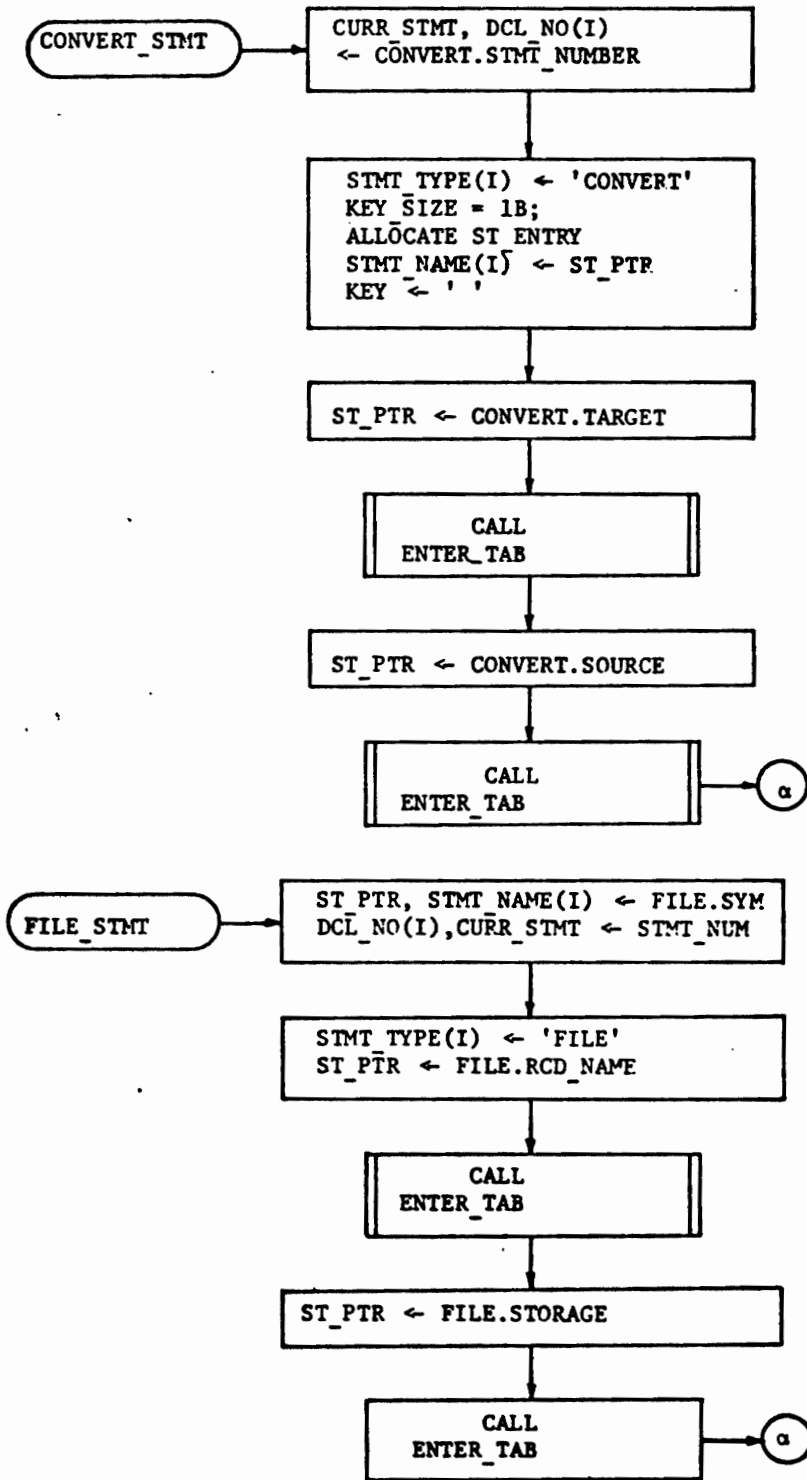 CONVERT_STMT
CURR_STMT, DCL_NO(I)
← CONVERT.STMT_NUMBER
STMT_TYPE(I) ← 'CONVERT'
KEY_SIZE = 1B;
ALLOCATE ST_ENTRY
STMT_NAME(I) ← ST_PTR
KEY ← ' '
ST_PTR ← CONVERT.TARGET
CALL
ENTER_TAB
ST_PTR ← CONVERT.SOURCE
CALL
ENTER_TAB
α
FILE_STMT
ST_PTR, STMT_NAME(I) ← FILE.SYM
DCL_NO(I),CURR_STMT ← STMT_NUM
STMT_TYPE(I) ← 'FILE'
ST_PTR ← FILE.RCD_NAME
CALL
ENTER_TAB
ST_PTR ← FILE.STORAGE
CALL
ENTER_TAB
α